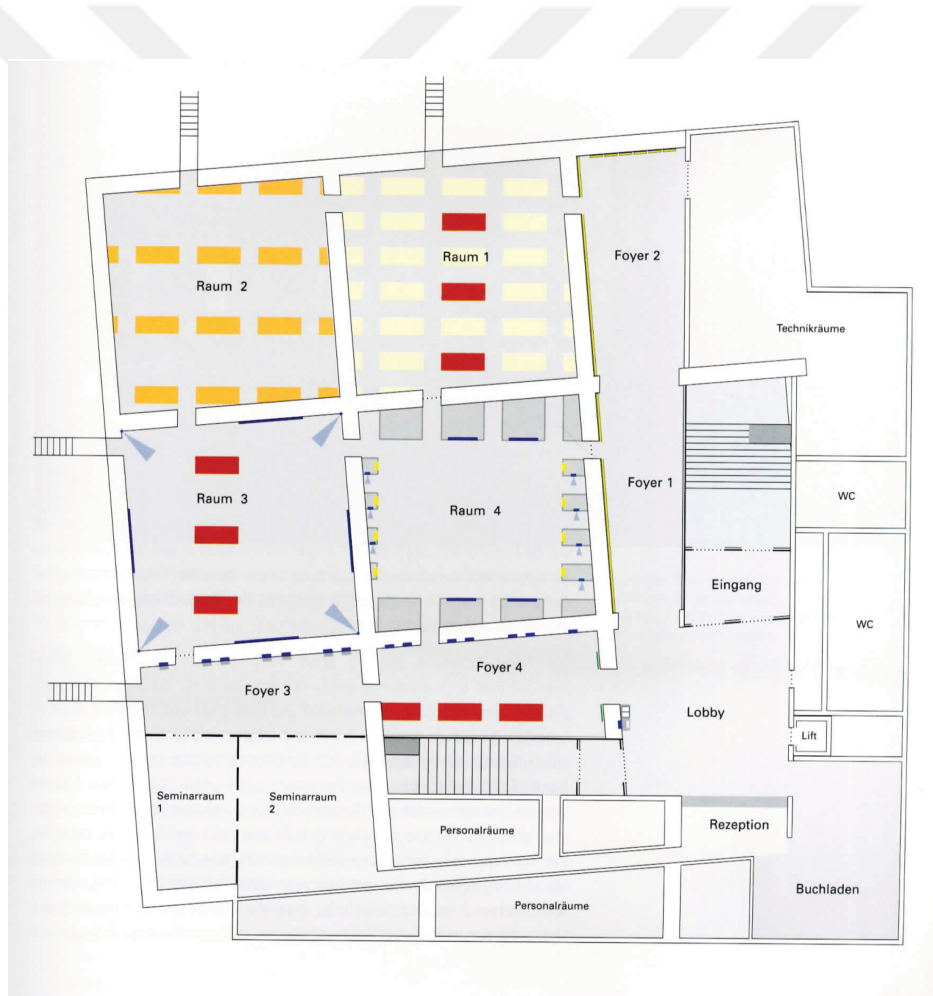 Foyer 2
Raum 1
Raum 2
Technikräume
Foyer 1
WC
Raum 3
Raum 4
Eingang
WC
Foyer 4
Foyer 3
Lobby
Lift
Seminarraum
1
Seminarraum
2
Rezeption
Personalräume
Buchladen
Personalräume